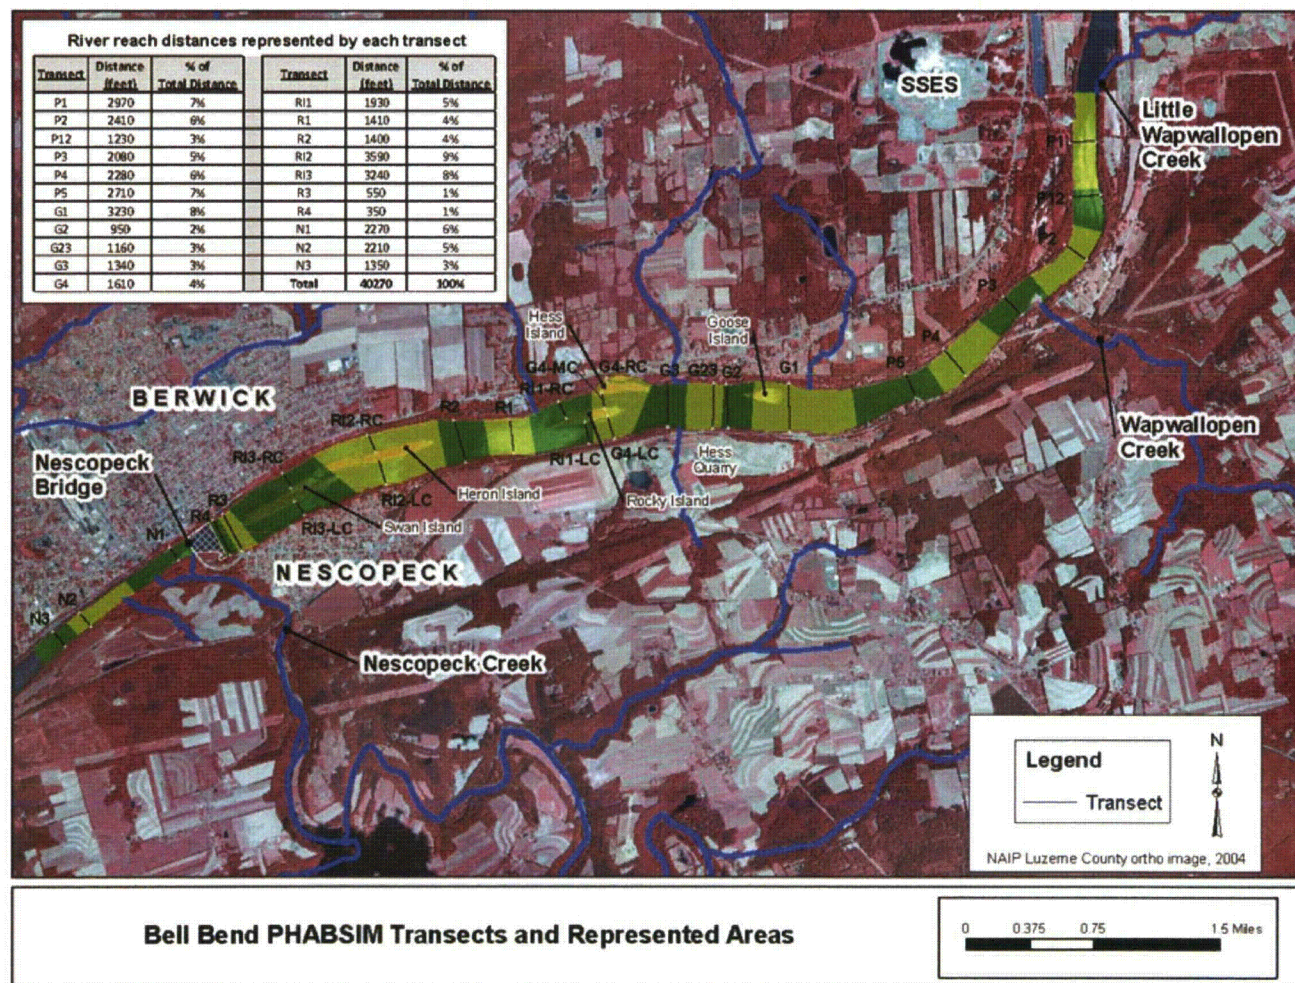 River reach distances represented by each transect
Transect Distance (feet) % of Total Distance Transect Distance (feet) % of Total Distance
P1 2970 7% RI1 1930 5%
P2 2410 6% R1 1410 4%
P12 1230 3% R2 1400 4%
P3 2080 5% RI2 3590 9%
P4 2280 6% RI3 3240 8%
P5 2710 7% R3 550 1%
G1 3230 8% R4 350 1%
G2 950 2% N1 2270 6%
G23 1160 3% N2 2210 5%
G3 1340 3% N3 1350 3%
G4 1610 4% Total 40270 100%
SSES
Little
Wapwallopen
Creek
P1
P12
P2
P3
P4
P5
Wapwallopen
Creek
Hess
Island
Goose
Island
G4-MC
G4-RC
G3
G23
G2
G1
RI1-RC
BERWICK
RI2-RC
R2
R1
Nescopeck
Bridge
RI3-RC
RI1-LC
G4-LC
Hess
Quarry
RI2-LC
Heron Island
Rocky Island
R3
R4
RI3-LC
Swan Island
N1
NESCOPECK
N2
N3
Nescopeck Creek
Legend
Transect
N
NAIP Luzerne County ortho image, 2004
Bell Bend PHABSIM Transects and Represented Areas
0 0.375 0.75 1.5 Miles